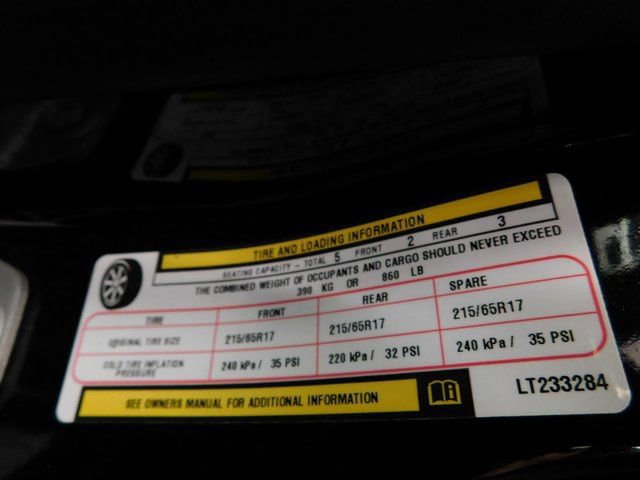 TIRE AND LOADING INFORMATION
SEATING CAPACITY - TOTAL 5 FRONT 2 REAR 3
THE COMBINED WEIGHT OF OCCUPANTS AND CARGO SHOULD NEVER EXCEED
390 KG OR 860 LB
TIRE FRONT REAR SPARE
ORIGINAL TIRE SIZE 215/65R17 215/65R17 215/65R17
COLD TIRE INFLATION PRESSURE 240 kPa / 35 PSI 220 kPa / 32 PSI 240 kPa / 35 PSI
SEE OWNERS MANUAL FOR ADDITIONAL INFORMATION
LT233284